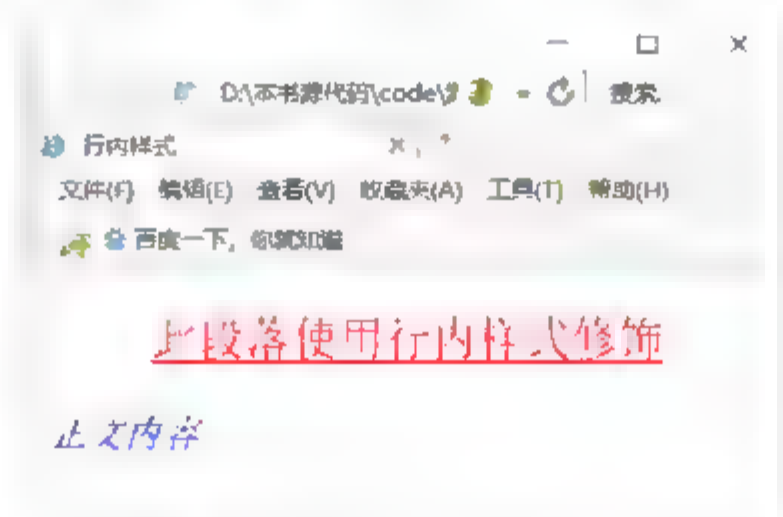 D:\本书源代码\code\ 搜索.
行内样式
文件(F) 编辑(E) 查看(V) 收藏夹(A) 工具(T) 帮助(H)
百度一下，你就知道
此段落使用行内样式修饰
正文内容